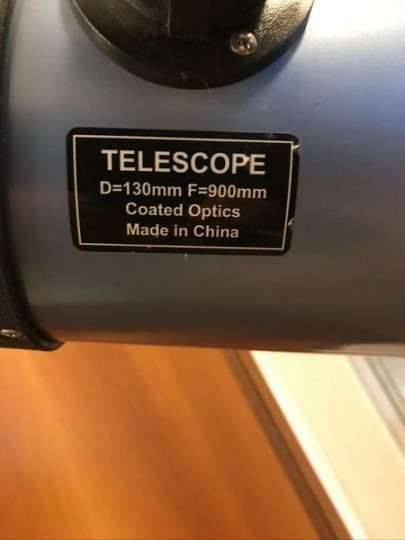 TELESCOPE
D=130mm F=900mm
Coated Optics
Made in China